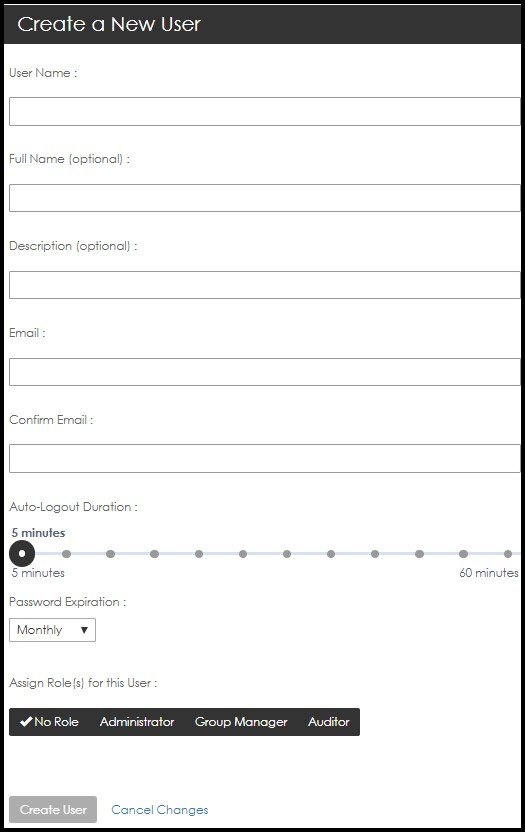 Create a New User
User Name :
Full Name (optional) :
Description (optional) :
Email :
Confirm Email :
Auto-Logout Duration :
5 minutes
5 minutes 60 minutes
Password Expiration :
Monthly ▼
Assign Role(s) for this User :
✔No Role Administrator Group Manager Auditor
Create User Cancel Changes